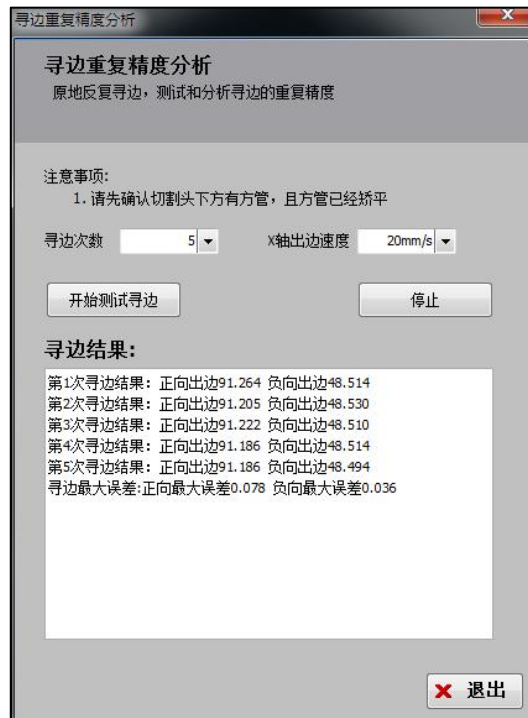 寻边重复精度分析
寻边重复精度分析
原地反复寻边，测试和分析寻边的重复精度
注意事项：
1. 请先确认切割头下方有方管，且方管已经矫平
寻边次数 5 X轴出边速度 20mm/s
开始测试寻边 停止
寻边结果：
第1次寻边结果：正向出边91.264 负向出边48.514
第2次寻边结果：正向出边91.205 负向出边48.530
第3次寻边结果：正向出边91.222 负向出边48.510
第4次寻边结果：正向出边91.186 负向出边48.514
第5次寻边结果：正向出边91.186 负向出边48.494
寻边最大误差:正向最大误差0.078 负向最大误差0.036
退出